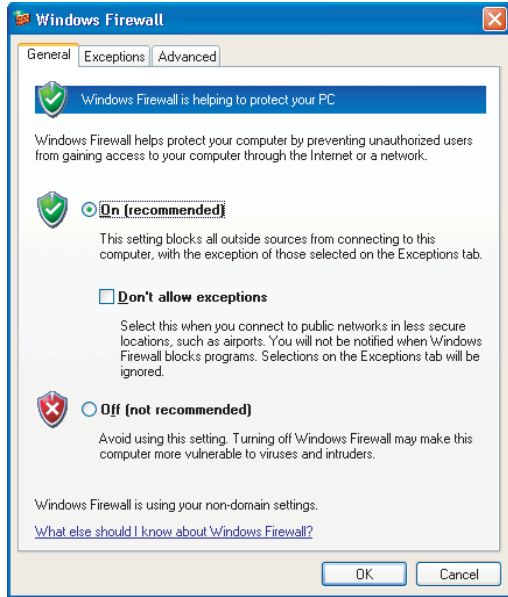 Windows Firewall
General Exceptions Advanced
Windows Firewall is helping to protect your PC
Windows Firewall helps protect your computer by preventing unauthorized users
from gaining access to your computer through the Internet or a network.
On (recommended)
This setting blocks all outside sources from connecting to this
computer, with the exception of those selected on the Exceptions tab.
Don't allow exceptions
Select this when you connect to public networks in less secure
locations, such as airports. You will not be notified when Windows
Firewall blocks programs. Selections on the Exceptions tab will be
ignored.
Off (not recommended)
Avoid using this setting. Turning off Windows Firewall may make this
computer more vulnerable to viruses and intruders.
Windows Firewall is using your non-domain settings.
What else should I know about Windows Firewall?
OK Cancel